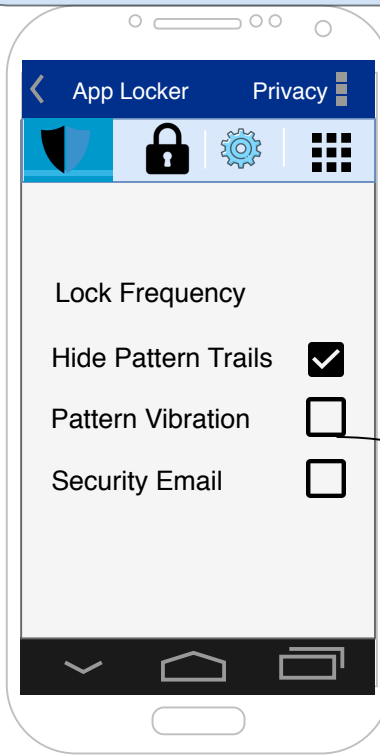 App Locker Privacy
Lock Frequency
Hide Pattern Trails
Pattern Vibration
Security Email